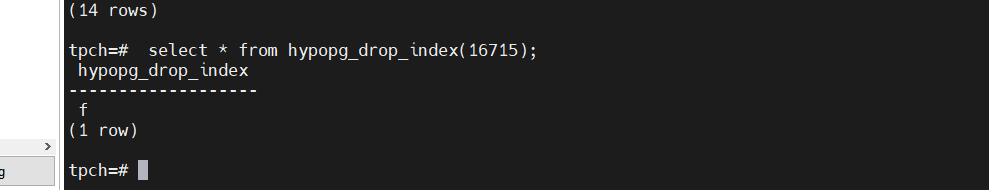 (14 rows)
tpch=#  select * from hypopg_drop_index(16715);
 hypopg_drop_index
-------------------
 f
(1 row)
tpch=#
g